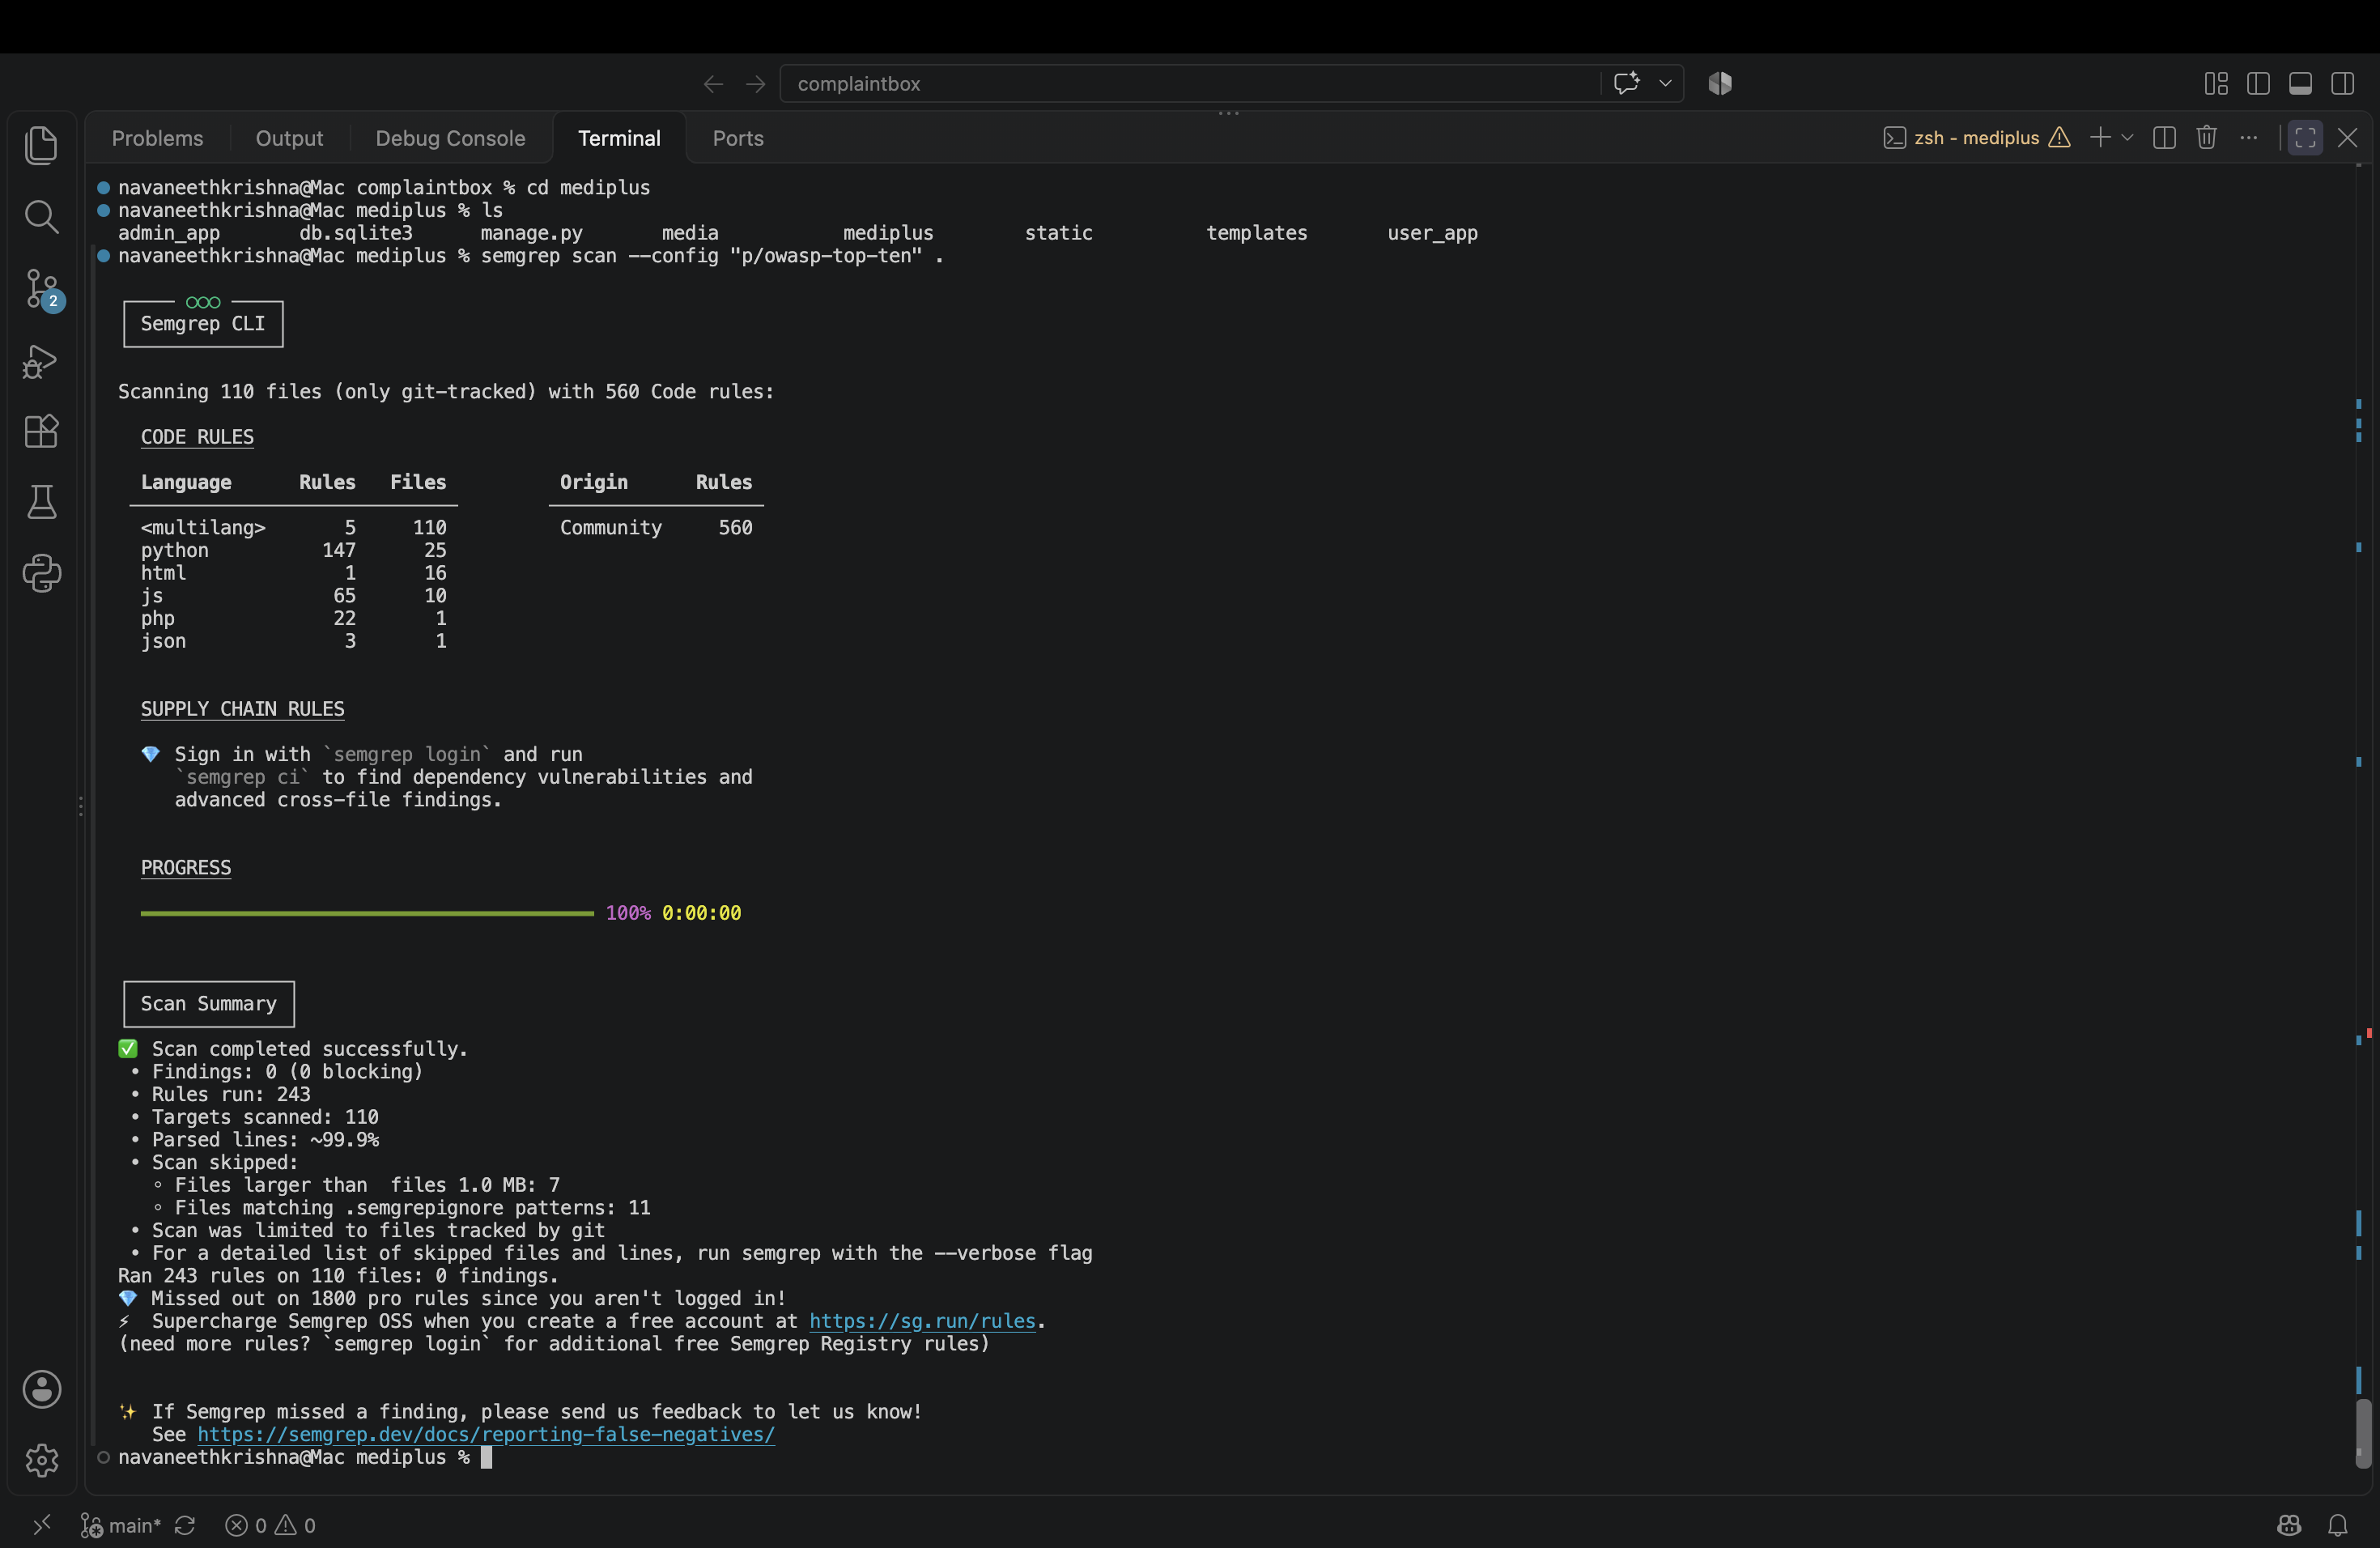 complaintbox
Problems Output Debug Console Terminal Ports zsh - mediplus
navaneethkrishna@Mac complaintbox % cd mediplus
navaneethkrishna@Mac mediplus % ls
admin_app db.sqlite3 manage.py media mediplus static templates user_app
navaneethkrishna@Mac mediplus % semgrep scan --config "p/owasp-top-ten" .
2
Semgrep CLI
Scanning 110 files (only git-tracked) with 560 Code rules:
CODE RULES
Language Rules Files Origin Rules
<multilang> 5 110 Community 560
python 147 25
html 1 16
js 65 10
php 22 1
json 3 1
SUPPLY CHAIN RULES
💎 Sign in with `semgrep login` and run
`semgrep ci` to find dependency vulnerabilities and
advanced cross-file findings.
PROGRESS
100% 0:00:00
Scan Summary
✅ Scan completed successfully.
• Findings: 0 (0 blocking)
• Rules run: 243
• Targets scanned: 110
• Parsed lines: ~99.9%
• Scan skipped:
◦ Files larger than  files 1.0 MB: 7
◦ Files matching .semgrepignore patterns: 11
• Scan was limited to files tracked by git
• For a detailed list of skipped files and lines, run semgrep with the --verbose flag
Ran 243 rules on 110 files: 0 findings.
💎 Missed out on 1800 pro rules since you aren't logged in!
⚡ Supercharge Semgrep OSS when you create a free account at https://sg.run/rules.
(need more rules? `semgrep login` for additional free Semgrep Registry rules)
✨ If Semgrep missed a finding, please send us feedback to let us know!
See https://semgrep.dev/docs/reporting-false-negatives/
navaneethkrishna@Mac mediplus %
main* 0 0